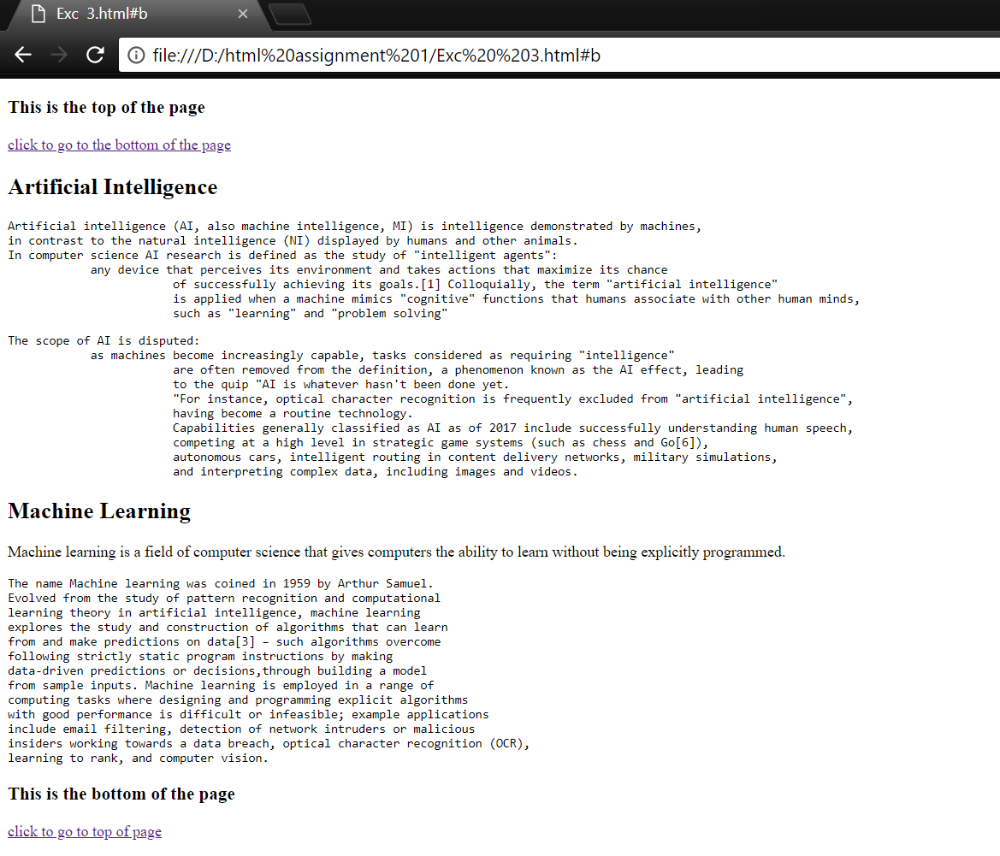 Exc  3.html#b
file:///D:/html%20assignment%201/Exc%20%203.html#b
This is the top of the page
click to go to the bottom of the page
Artificial Intelligence
Artificial intelligence (AI, also machine intelligence, MI) is intelligence demonstrated by machines,
in contrast to the natural intelligence (NI) displayed by humans and other animals.
In computer science AI research is defined as the study of "intelligent agents":
any device that perceives its environment and takes actions that maximize its chance
of successfully achieving its goals.[1] Colloquially, the term "artificial intelligence"
is applied when a machine mimics "cognitive" functions that humans associate with other human minds,
such as "learning" and "problem solving"
The scope of AI is disputed:
as machines become increasingly capable, tasks considered as requiring "intelligence"
are often removed from the definition, a phenomenon known as the AI effect, leading
to the quip "AI is whatever hasn't been done yet.
"For instance, optical character recognition is frequently excluded from "artificial intelligence",
having become a routine technology.
Capabilities generally classified as AI as of 2017 include successfully understanding human speech,
competing at a high level in strategic game systems (such as chess and Go[6]),
autonomous cars, intelligent routing in content delivery networks, military simulations,
and interpreting complex data, including images and videos.
Machine Learning
Machine learning is a field of computer science that gives computers the ability to learn without being explicitly programmed.
The name Machine learning was coined in 1959 by Arthur Samuel.
Evolved from the study of pattern recognition and computational
learning theory in artificial intelligence, machine learning
explores the study and construction of algorithms that can learn
from and make predictions on data[3] – such algorithms overcome
following strictly static program instructions by making
data-driven predictions or decisions,through building a model
from sample inputs. Machine learning is employed in a range of
computing tasks where designing and programming explicit algorithms
with good performance is difficult or infeasible; example applications
include email filtering, detection of network intruders or malicious
insiders working towards a data breach, optical character recognition (OCR),
learning to rank, and computer vision.
This is the bottom of the page
click to go to top of page